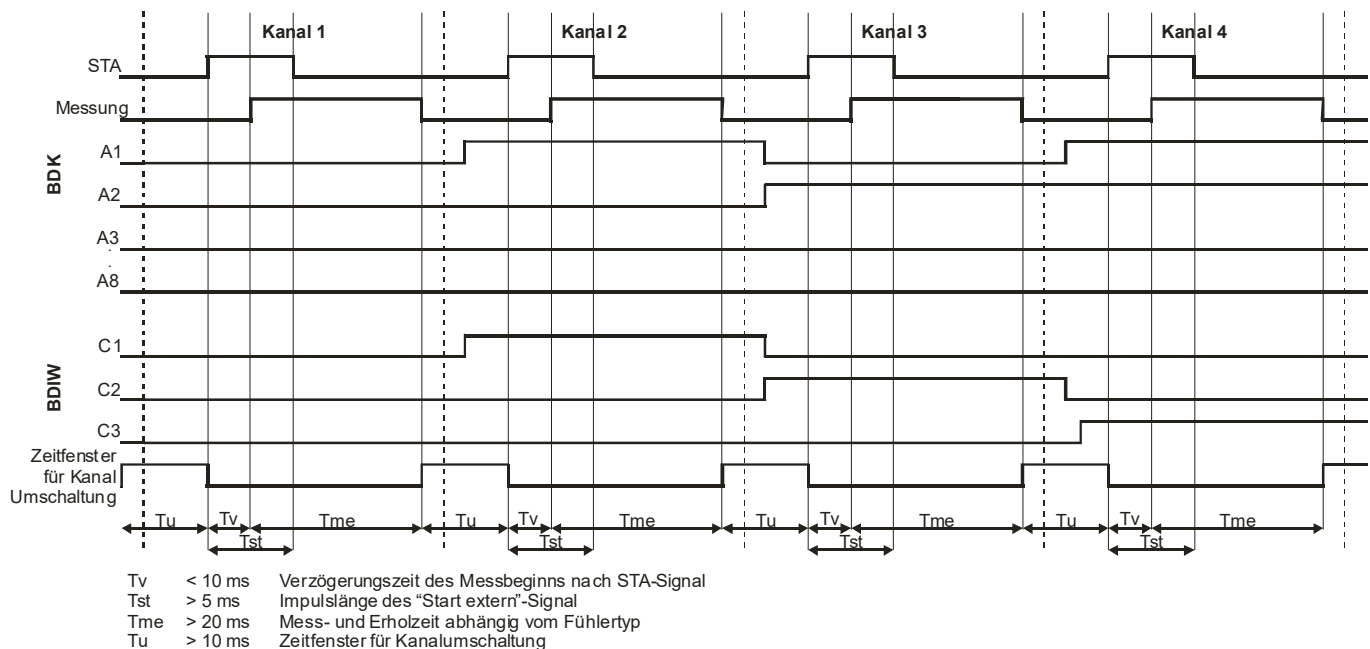 Kanal 1 Kanal 2 Kanal 3 Kanal 4
STA
Messung
BDK
A1
A2
A3
.
.
A8
BDIW
C1
C2
C3
Zeitfenster
für Kanal
Umschaltung
Tu Tv Tme Tu Tv Tme Tu Tv Tme Tu Tv Tme
Tst Tst Tst Tst
Tv < 10 ms Verzögerungszeit des Messbeginns nach STA-Signal
Tst > 5 ms Impulslänge des “Start extern”-Signal
Tme > 20 ms Mess- und Erholzeit abhängig vom Fühlertyp
Tu > 10 ms Zeitfenster für Kanalumschaltung